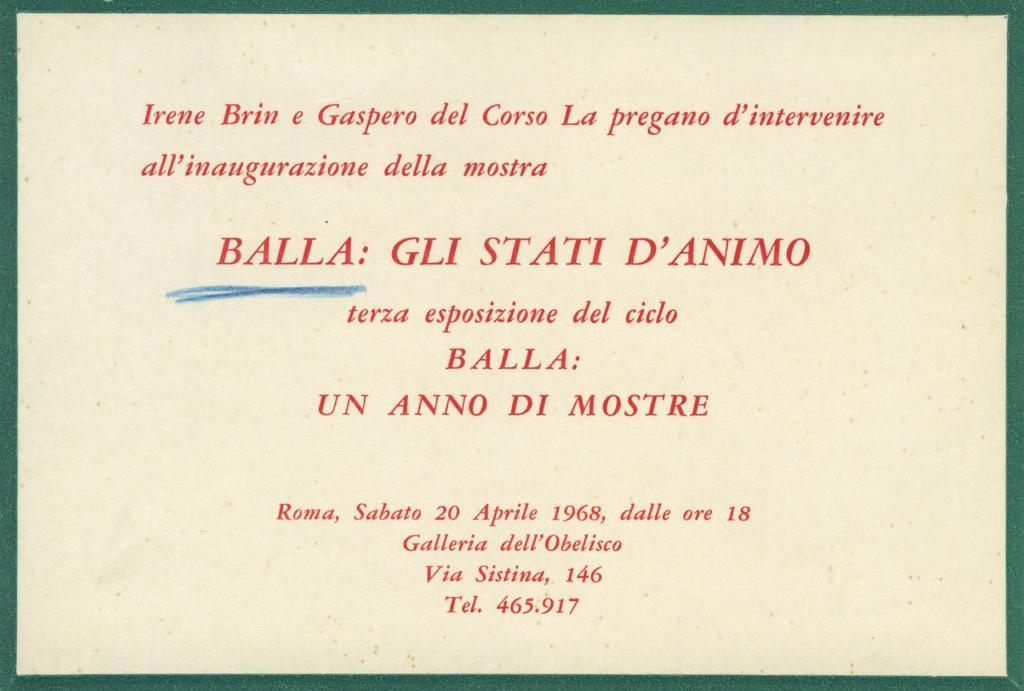 Irene Brin e Gaspero del Corso La pregano d'intervenire
all'inaugurazione della mostra
BALLA: GLI STATI D'ANIMO
terza esposizione del ciclo
BALLA:
UN ANNO DI MOSTRE
Roma, Sabato 20 Aprile 1968, dalle ore 18
Galleria dell'Obelisco
Via Sistina, 146
Tel. 465.917